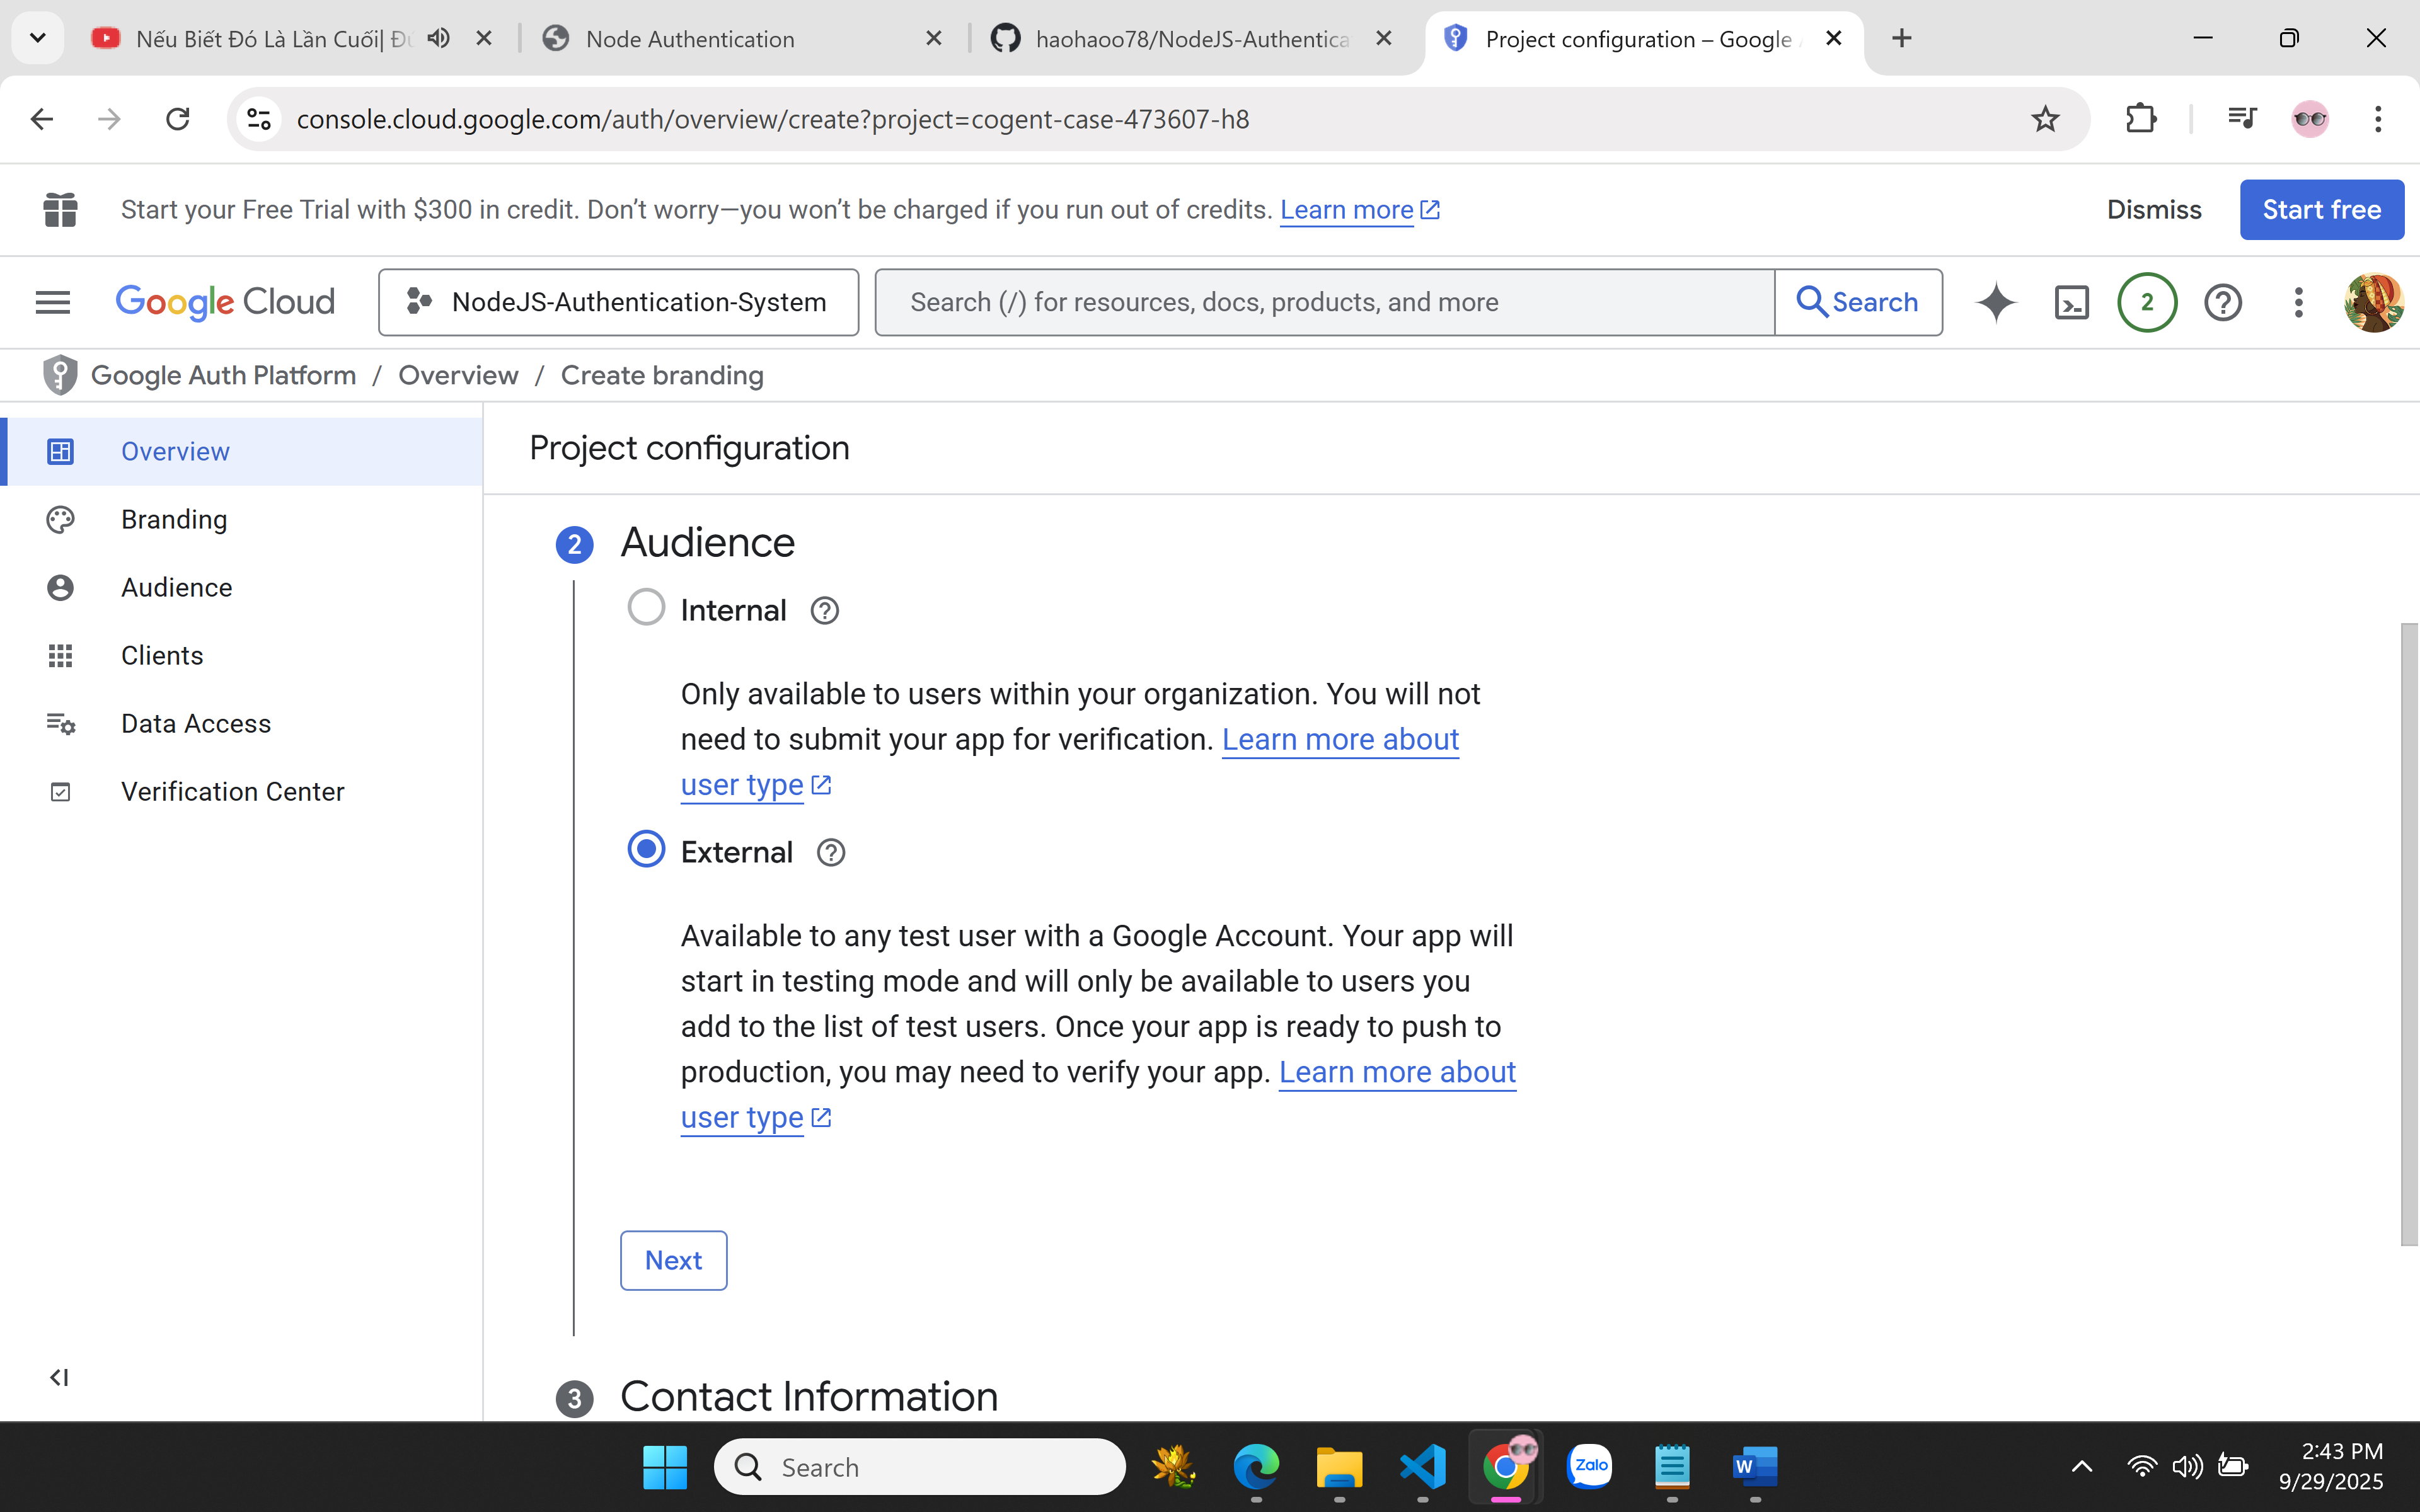 Nếu Biết Đó Là Lần Cuối|
Node Authentication
haohaoo78/NodeJS-Authentica
Project configuration – Google
console.cloud.google.com/auth/overview/create?project=cogent-case-473607-h8
Start your Free Trial with $300 in credit. Don’t worry—you won’t be charged if you run out of credits. Learn more
Dismiss
Start free
Google Cloud
NodeJS-Authentication-System
Search (/) for resources, docs, products, and more
Search
2
Google Auth Platform / Overview / Create branding
Overview
Branding
Audience
Clients
Data Access
Verification Center
Project configuration
2 Audience
Internal
Only available to users within your organization. You will not
need to submit your app for verification. Learn more about
user type
External
Available to any test user with a Google Account. Your app will
start in testing mode and will only be available to users you
add to the list of test users. Once your app is ready to push to
production, you may need to verify your app. Learn more about
user type
Next
3 Contact Information
Search
Zalo
W
2:43 PM
9/29/2025